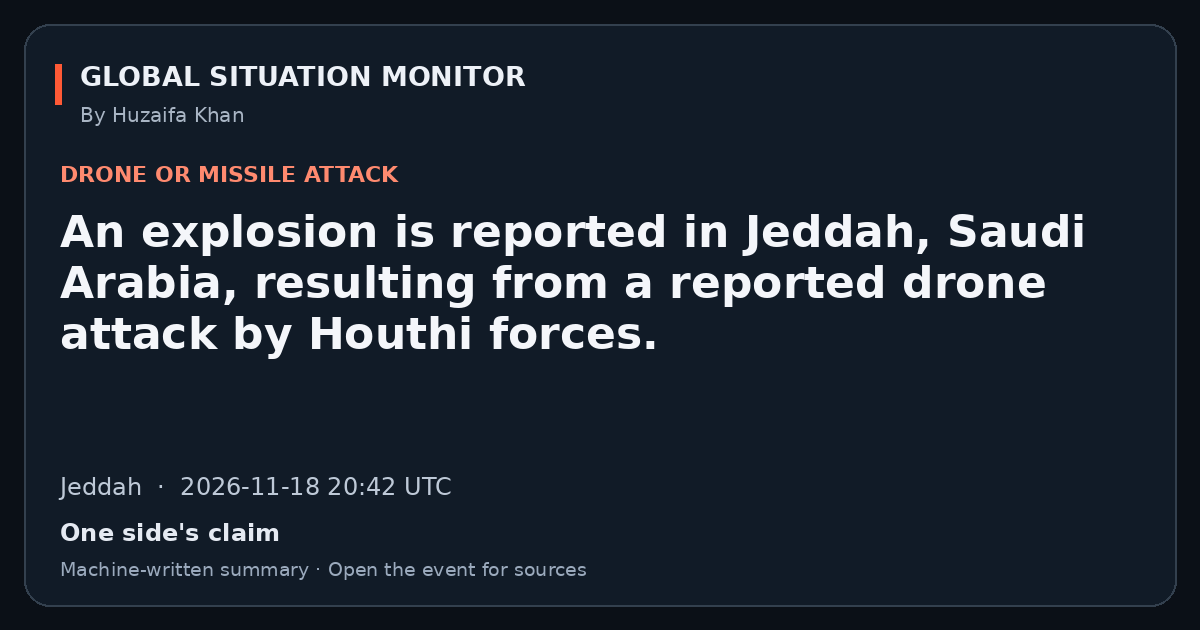 GLOBAL SITUATION MONITOR
By Huzaifa Khan
DRONE OR MISSILE ATTACK
An explosion is reported in Jeddah, Saudi
Arabia, resulting from a reported drone
attack by Houthi forces.
Jeddah · 2026-11-18 20:42 UTC
One side's claim
Machine-written summary · Open the event for sources